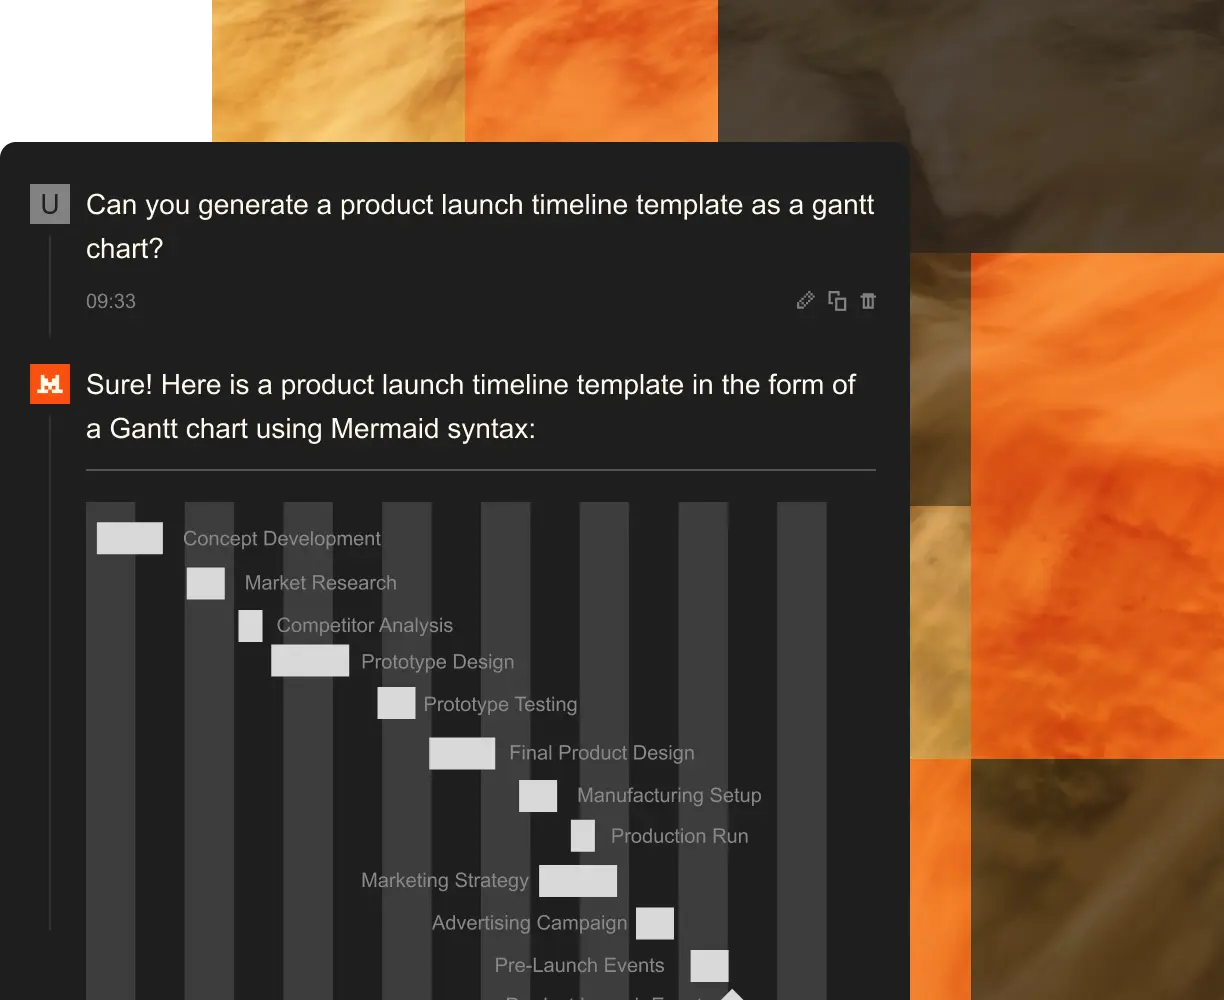 U
Can you generate a product launch timeline template as a gantt
chart?
09:33
Sure! Here is a product launch timeline template in the form of
a Gantt chart using Mermaid syntax:
Concept Development
Market Research
Competitor Analysis
Prototype Design
Prototype Testing
Final Product Design
Manufacturing Setup
Production Run
Marketing Strategy
Advertising Campaign
Pre-Launch Events